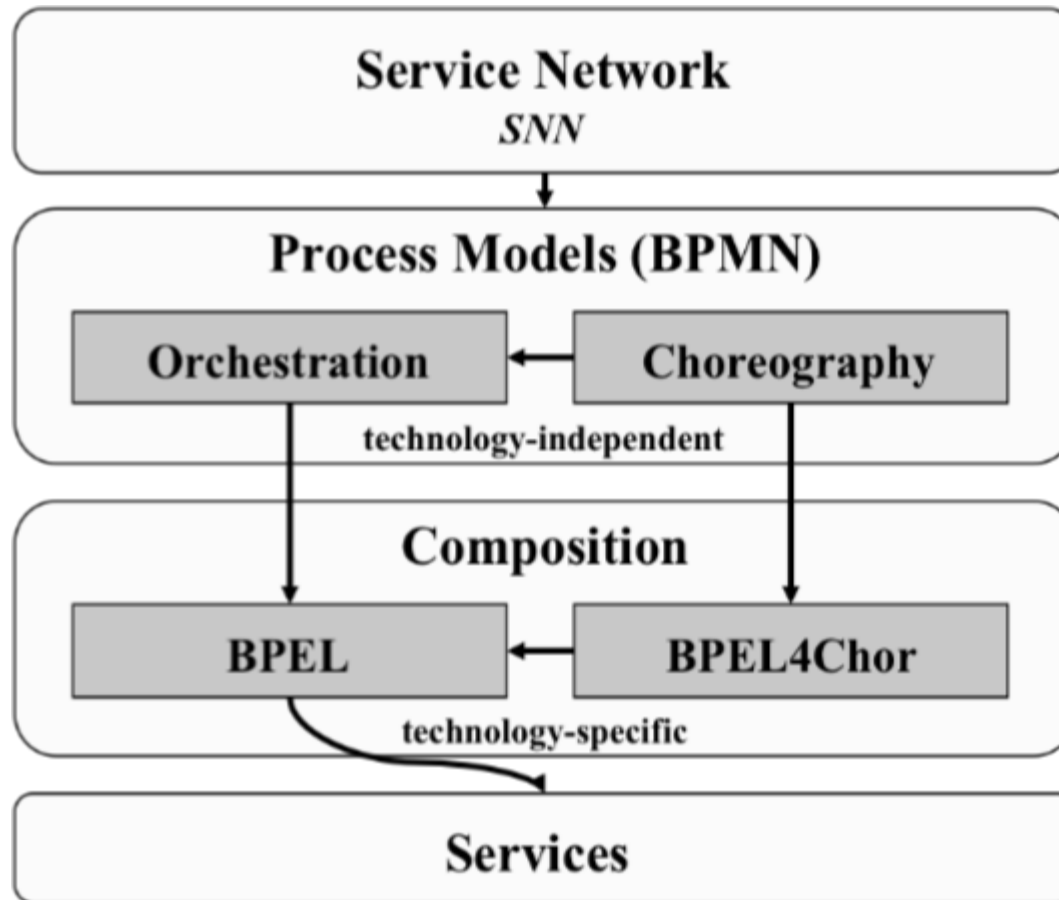 Service Network
SNN
Process Models (BPMN)
Orchestration
Choreography
technology-independent
Composition
BPEL
BPEL4Chor
technology-specific
Services